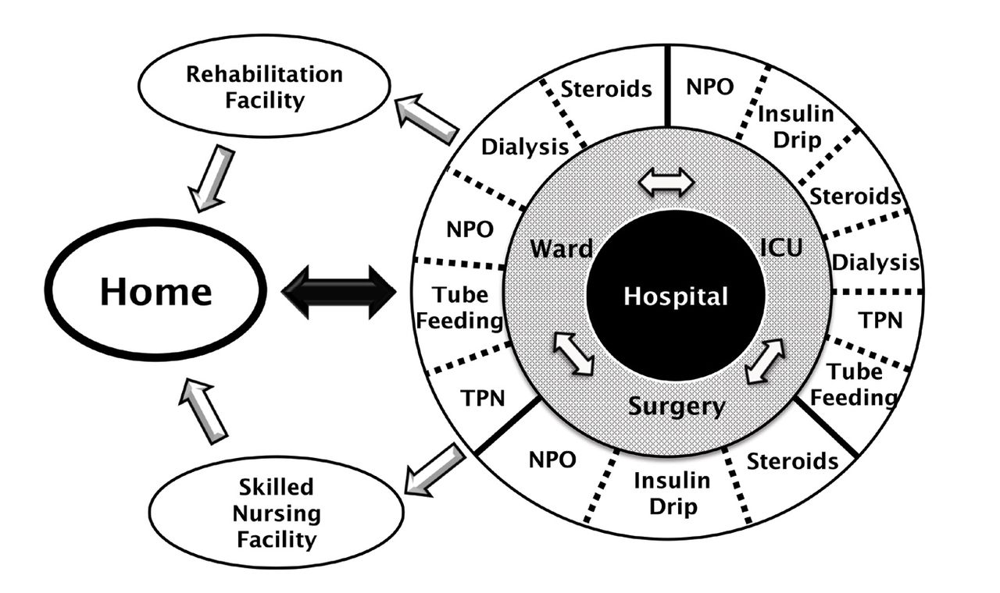 Rehabilitation
Facility
Home
Skilled
Nursing
Facility
Hospital
Ward
ICU
Surgery
Steroids
NPO
Insulin
Drip
Steroids
Dialysis
TPN
Tube
Feeding
Steroids
Insulin
Drip
NPO
TPN
Tube
Feeding
NPO
Dialysis